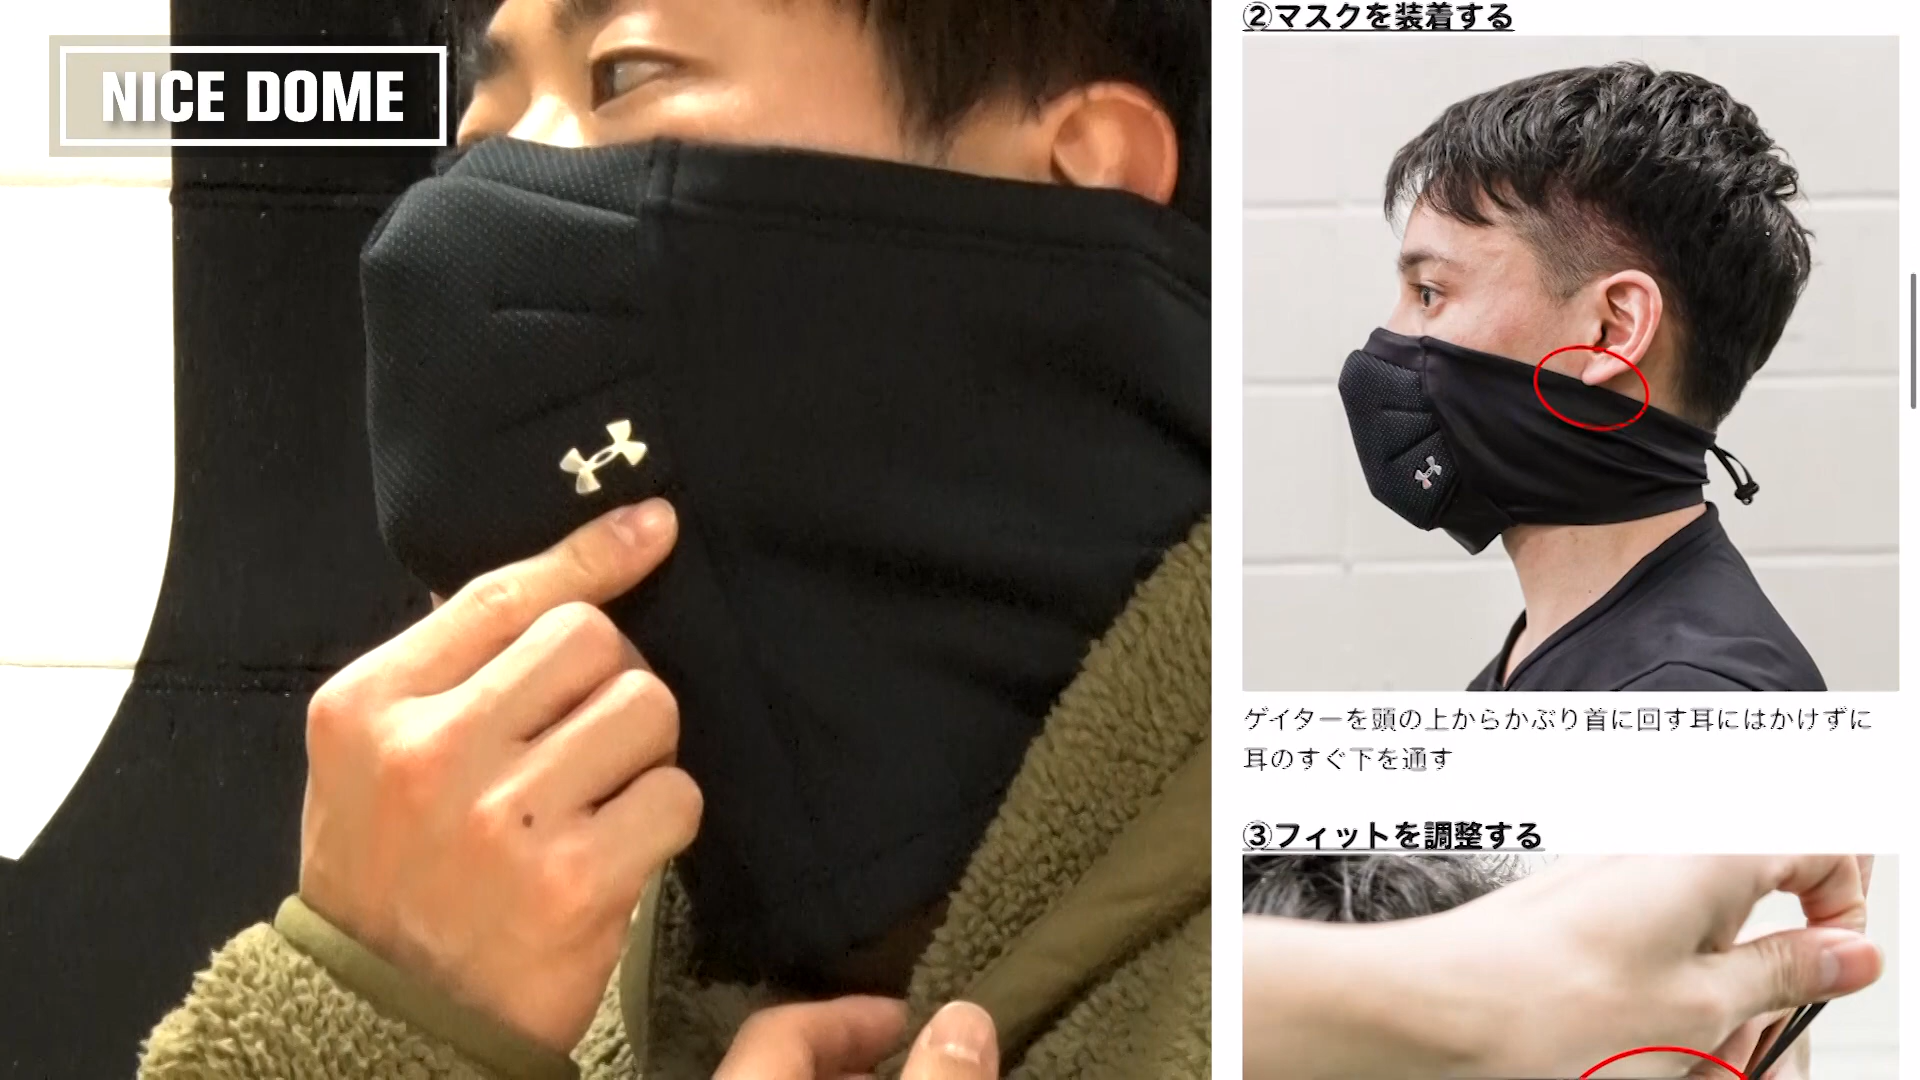 NICE DOME
②マスクを装着する
ゲイターを頭の上からかぶり首に回す耳にはかけずに
耳のすぐ下を通す
③フィットを調整する